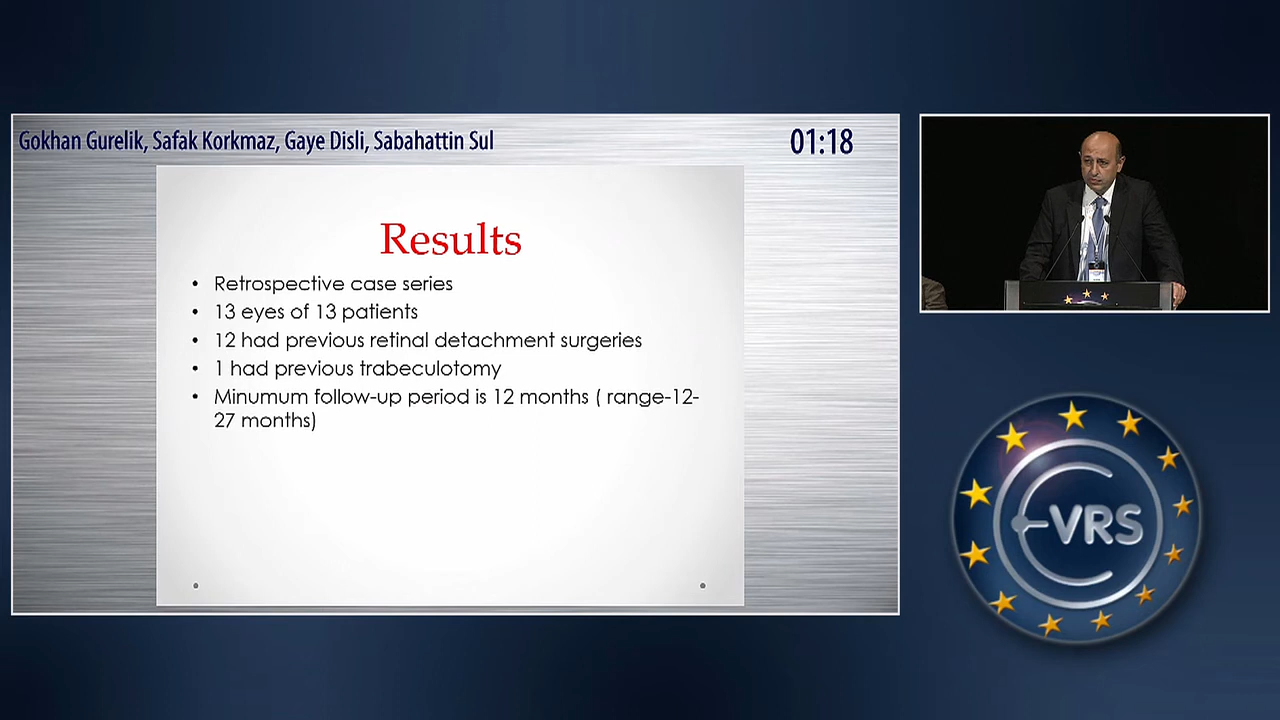 Gokhan Gurelik, Safak Korkmaz, Gaye Disli, Sabahattin Sul
01:18
Results
• Retrospective case series
• 13 eyes of 13 patients
• 12 had previous retinal detachment surgeries
• 1 had previous trabeculotomy
• Minumum follow-up period is 12 months ( range-12-
27 months)
E-VRS